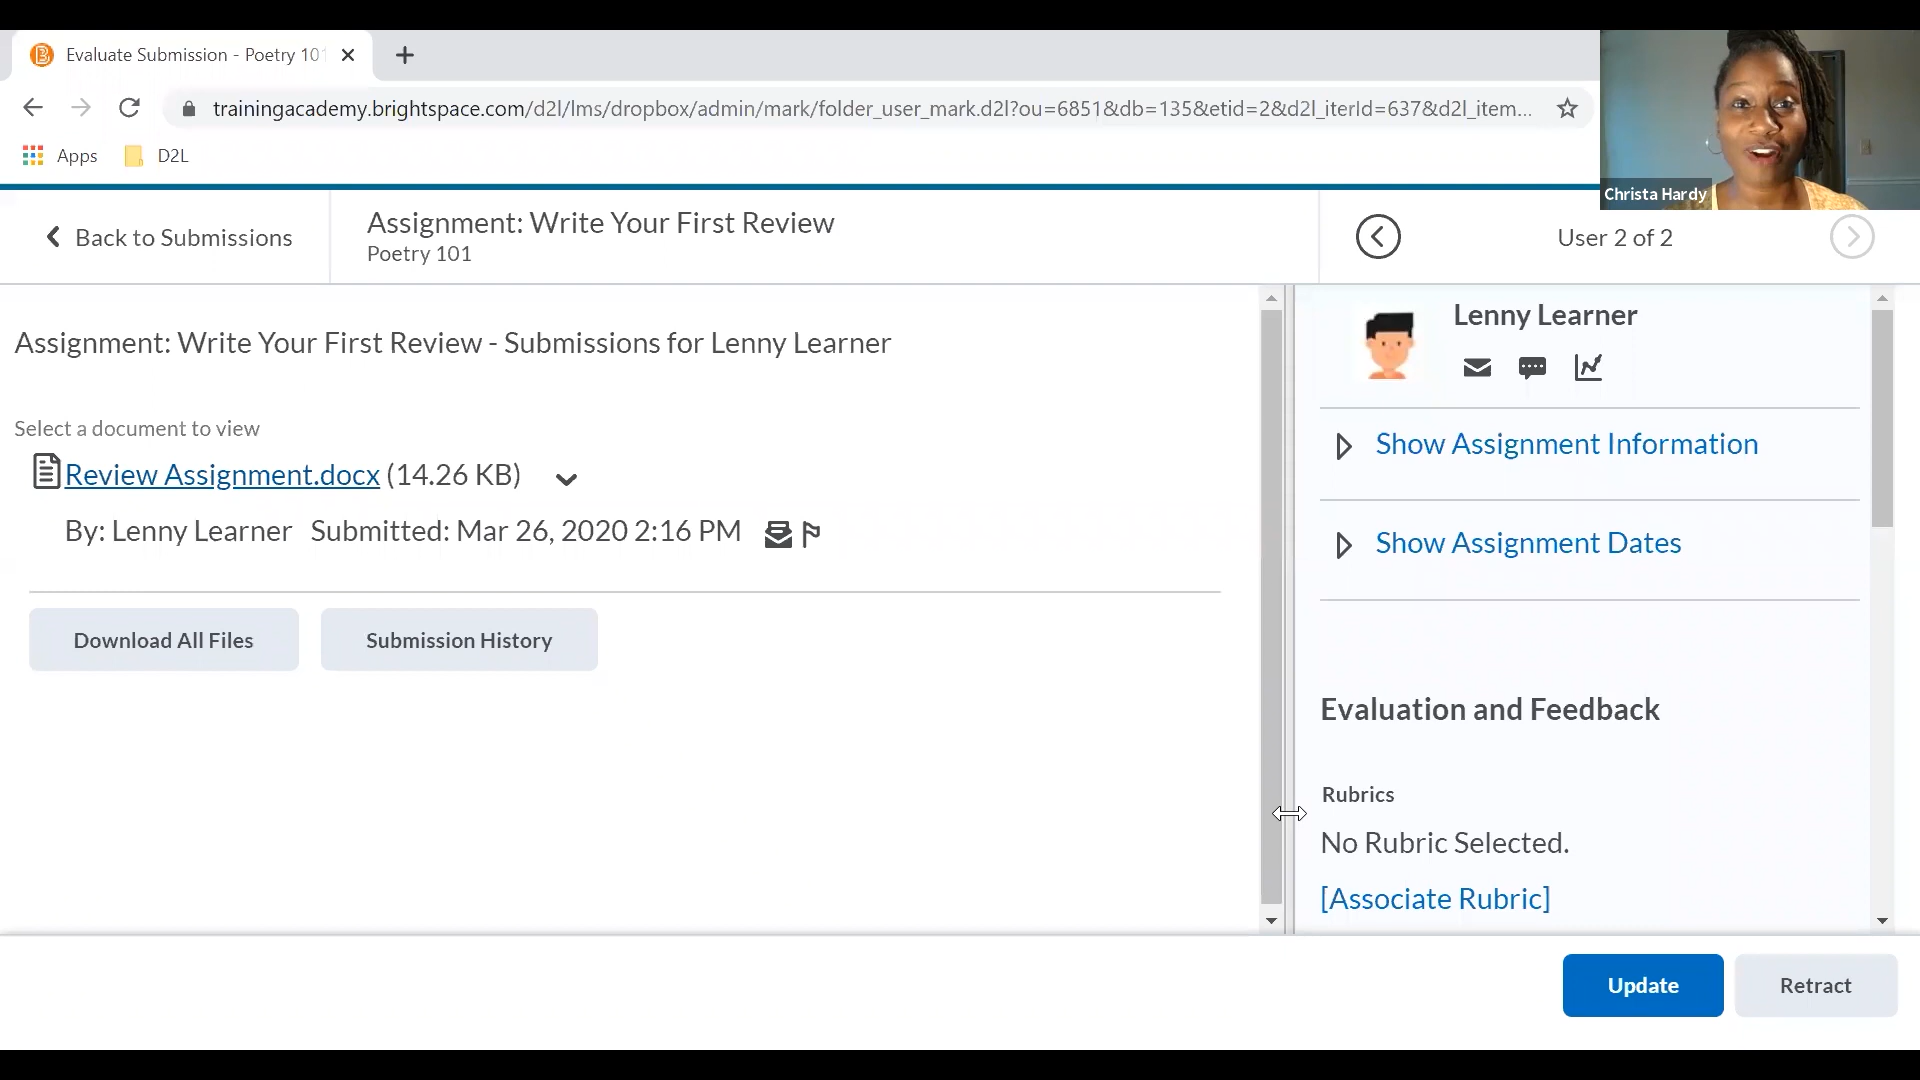 Evaluate Submission - Poetry 101
trainingacademy.brightspace.com/d2l/lms/dropbox/admin/mark/folder_user_mark.d2l?ou=6851&db=135&etid=2&d2l_iterId=637&d2l_item...
Apps
D2L
Christa Hardy
Back to Submissions
Assignment: Write Your First Review
Poetry 101
User 2 of 2
Assignment: Write Your First Review - Submissions for Lenny Learner
Select a document to view
Review Assignment.docx (14.26 KB)
By: Lenny Learner Submitted: Mar 26, 2020 2:16 PM
Download All Files
Submission History
Lenny Learner
Show Assignment Information
Show Assignment Dates
Evaluation and Feedback
Rubrics
No Rubric Selected.
[Associate Rubric]
Update
Retract